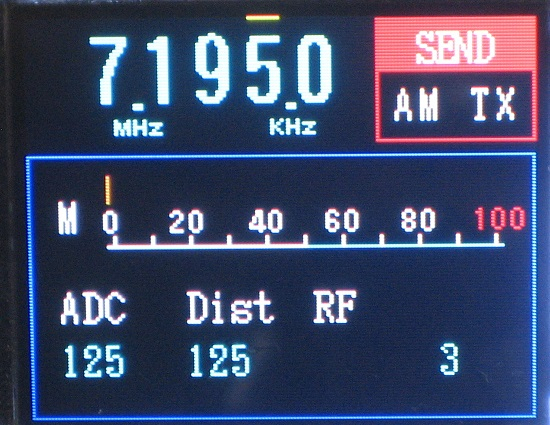 7.195.0
MHz KHz
SEND
AM TX
M 0 20 40 60 80 100
ADC Dist RF
125 125 3